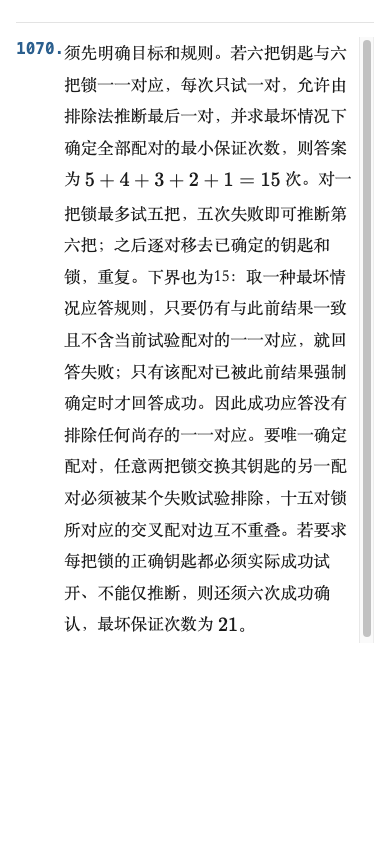 1070. 须先明确目标和规则。若六把钥匙与六
把锁一一对应，每次只试一对，允许由
排除法推断最后一对，并求最坏情况下
确定全部配对的最小保证次数，则答案
为 5 + 4 + 3 + 2 + 1 = 15 次。对一
把锁最多试五把，五次失败即可推断第
六把；之后逐对移去已确定的钥匙和
锁，重复。下界也为15：取一种最坏情
况应答规则，只要仍有与此前结果一致
且不含当前试验配对的一一对应，就回
答失败；只有该配对已被此前结果强制
确定时才回答成功。因此成功应答没有
排除任何尚存的一一对应。要唯一确定
配对，任意两把锁交换其钥匙的另一配
对必须被某个失败试验排除，十五对锁
所对应的交叉配对边互不重叠。若要求
每把锁的正确钥匙都必须实际成功试
开、不能仅推断，则还须六次成功确
认，最坏保证次数为 21。